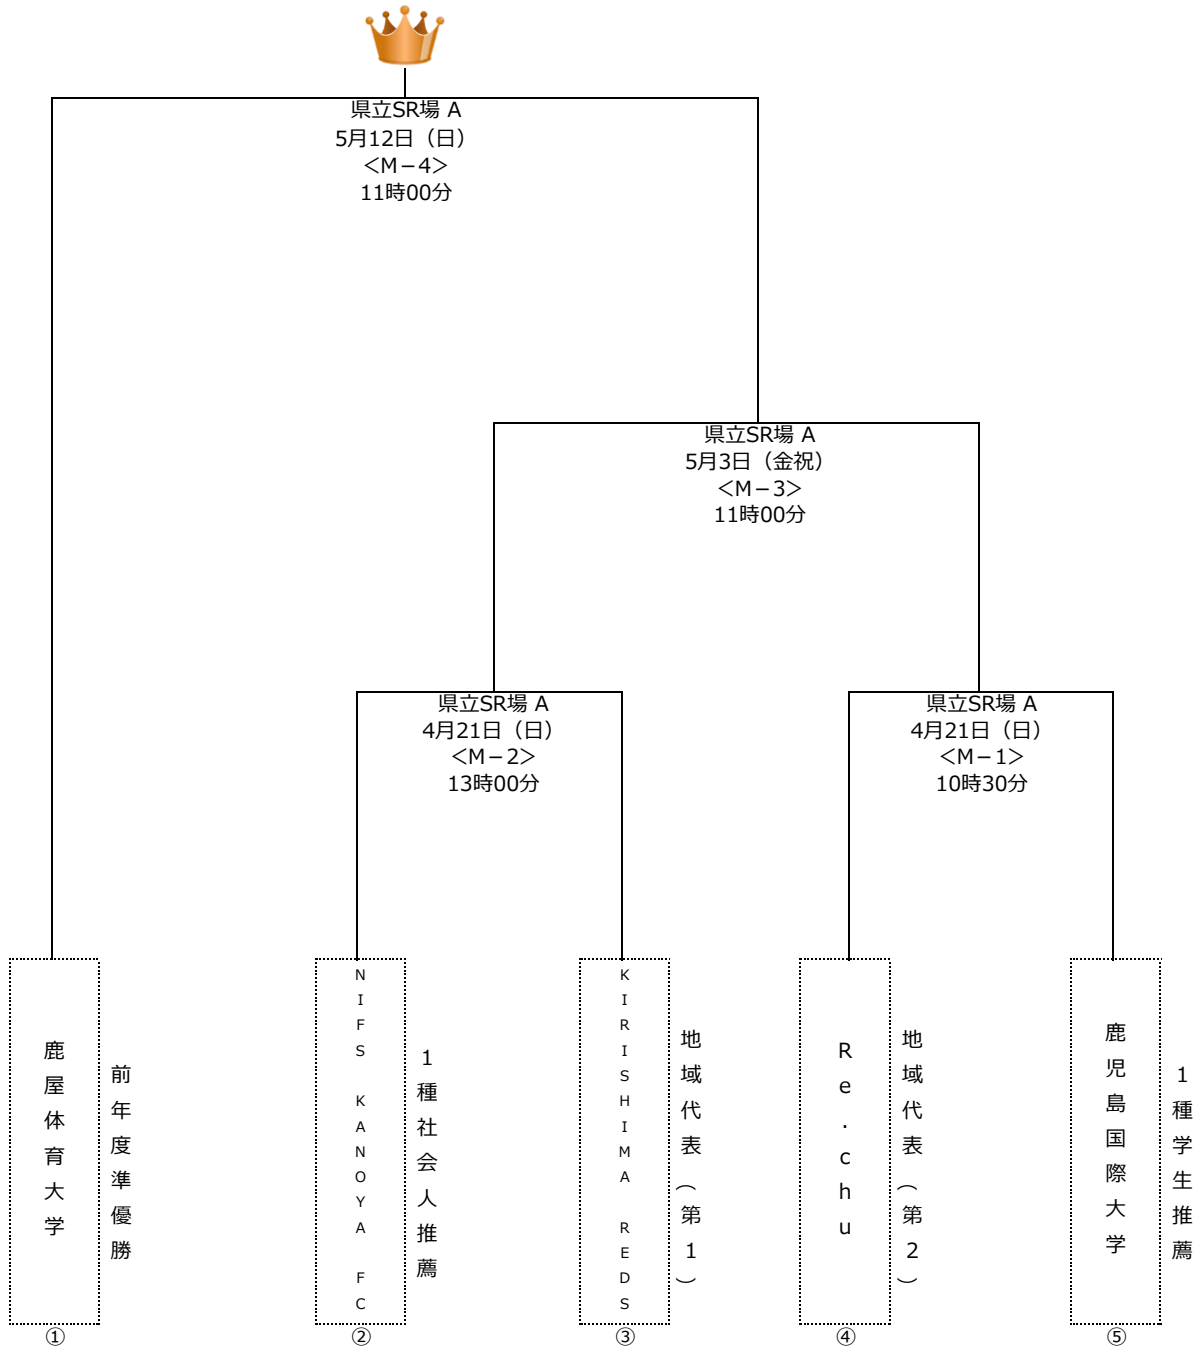 県立SR場 A
5月12日（日）
＜M－4＞
11時00分
県立SR場 A
5月3日（金祝）
＜M－3＞
11時00分
県立SR場 A
4月21日（日）
＜M－2＞
13時00分
県立SR場 A
4月21日（日）
＜M－1＞
10時30分
鹿屋体育大学
前年度準優勝
NIFS KANOYA FC
1種社会人推薦
KIRISHIMA REDS
地域代表（第1）
Re.chu
地域代表（第2）
鹿児島国際大学
1種学生推薦
①
②
③
④
⑤